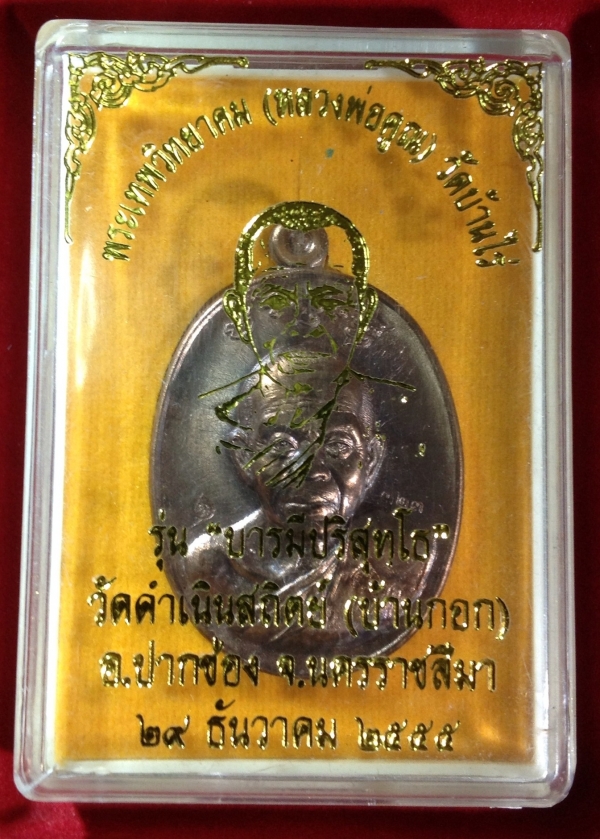 พระเทพวิทยาคม (หลวงพ่อคูณ) วัดบ้านไร่
รุ่น "บารมีปริสุทโธ"
วัดดำเนินสถิตย์ (บ้านกอก)
อ.ปากช่อง จ.นครราชสีมา
๒๙ ธันวาคม ๒๕๕๕